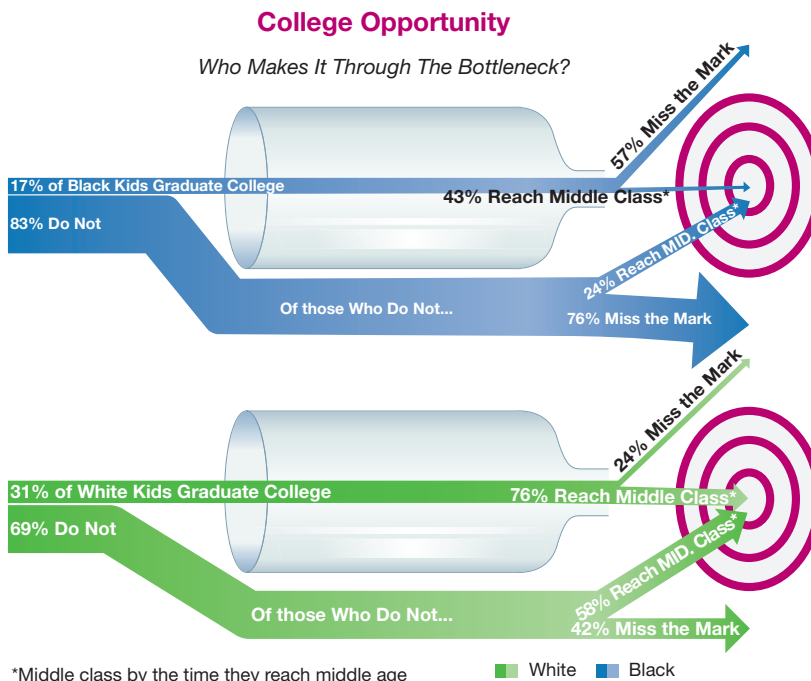 College Opportunity
Who Makes It Through The Bottleneck?
57% Miss the Mark
17% of Black Kids Graduate College
43% Reach Middle Class*
83% Do Not
24% Reach MID. Class*
Of those Who Do Not...
76% Miss the Mark
24% Miss the Mark
31% of White Kids Graduate College
76% Reach Middle Class*
69% Do Not
58% Reach MID. Class*
Of those Who Do Not...
42% Miss the Mark
*Middle class by the time they reach middle age
White
Black